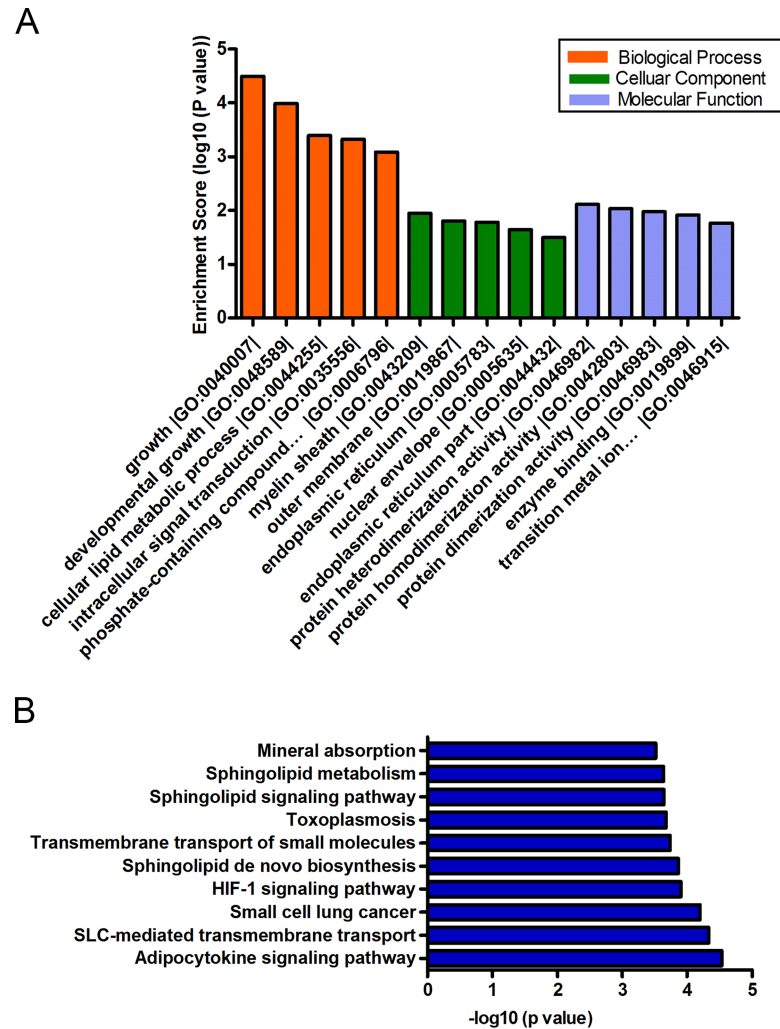 A
Enrichment Score (log10 (P value))
5
4
3
2
1
0
Biological Process
Celluar Component
Molecular Function
growth |GO:0040007|
developmental growth |GO:0048589|
cellular lipid metabolic process |GO:0044255|
intracellular signal transduction |GO:0035556|
phosphate-containing compound... |GO:0006796|
myelin sheath |GO:0043209|
outer membrane |GO:0019867|
endoplasmic reticulum |GO:0005783|
nuclear envelope |GO:0005635|
endoplasmic reticulum part |GO:0044432|
protein heterodimerization activity |GO:0046982|
protein homodimerization activity |GO:0042803|
protein dimerization activity |GO:0046983|
enzyme binding |GO:0019899|
transition metal ion... |GO:0046915|
B
Mineral absorption
Sphingolipid metabolism
Sphingolipid signaling pathway
Toxoplasmosis
Transmembrane transport of small molecules
Sphingolipid de novo biosynthesis
HIF-1 signaling pathway
Small cell lung cancer
SLC-mediated transmembrane transport
Adipocytokine signaling pathway
0 1 2 3 4 5
-log10 (p value)